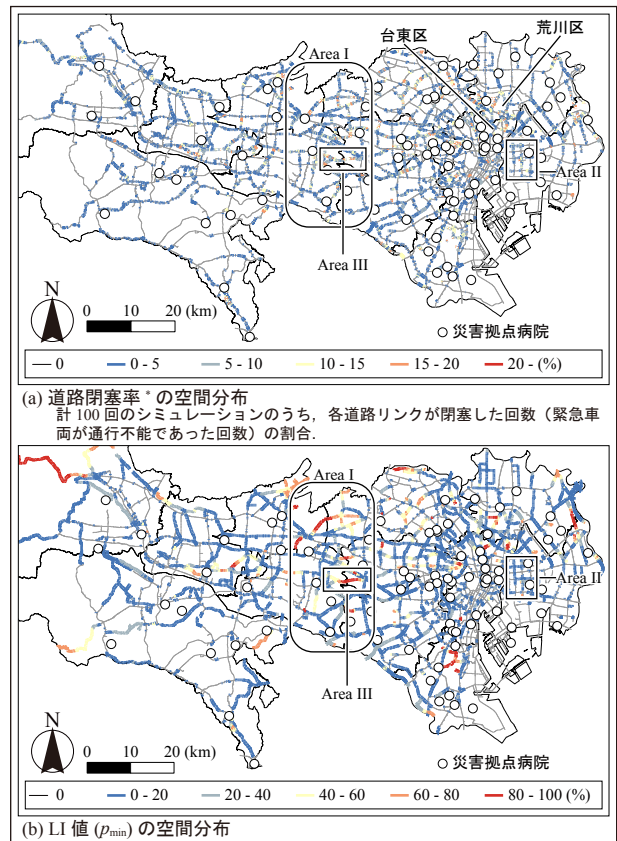 台東区
荒川区
Area I
Area II
Area III
N
0 10 20 (km)
災害拠点病院
0 0 - 5 5 - 10 10 - 15 15 - 20 20 - (%)
(a) 道路閉塞率 * の空間分布
計 100 回のシミュレーションのうち，各道路リンクが閉塞した回数（緊急車
両が通行不能であった回数）の割合．
Area I
Area II
Area III
N
0 10 20 (km)
災害拠点病院
0 0 - 20 20 - 40 40 - 60 60 - 80 80 - 100 (%)
(b) LI 値 (pmin) の空間分布